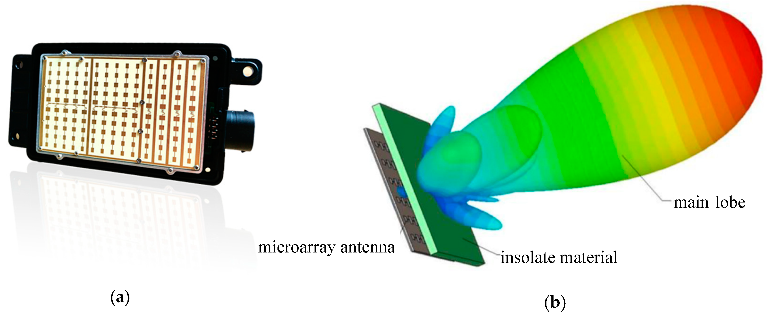 main lobe
microarray antenna
insolate material
(a)
(b)